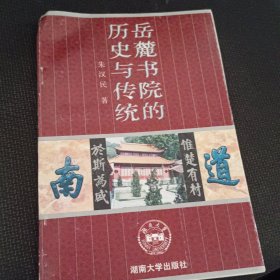 岳麓书院的
历史与传统
朱汉民 著
惟楚有材
於斯為盛
道
南
湖南大学出版社